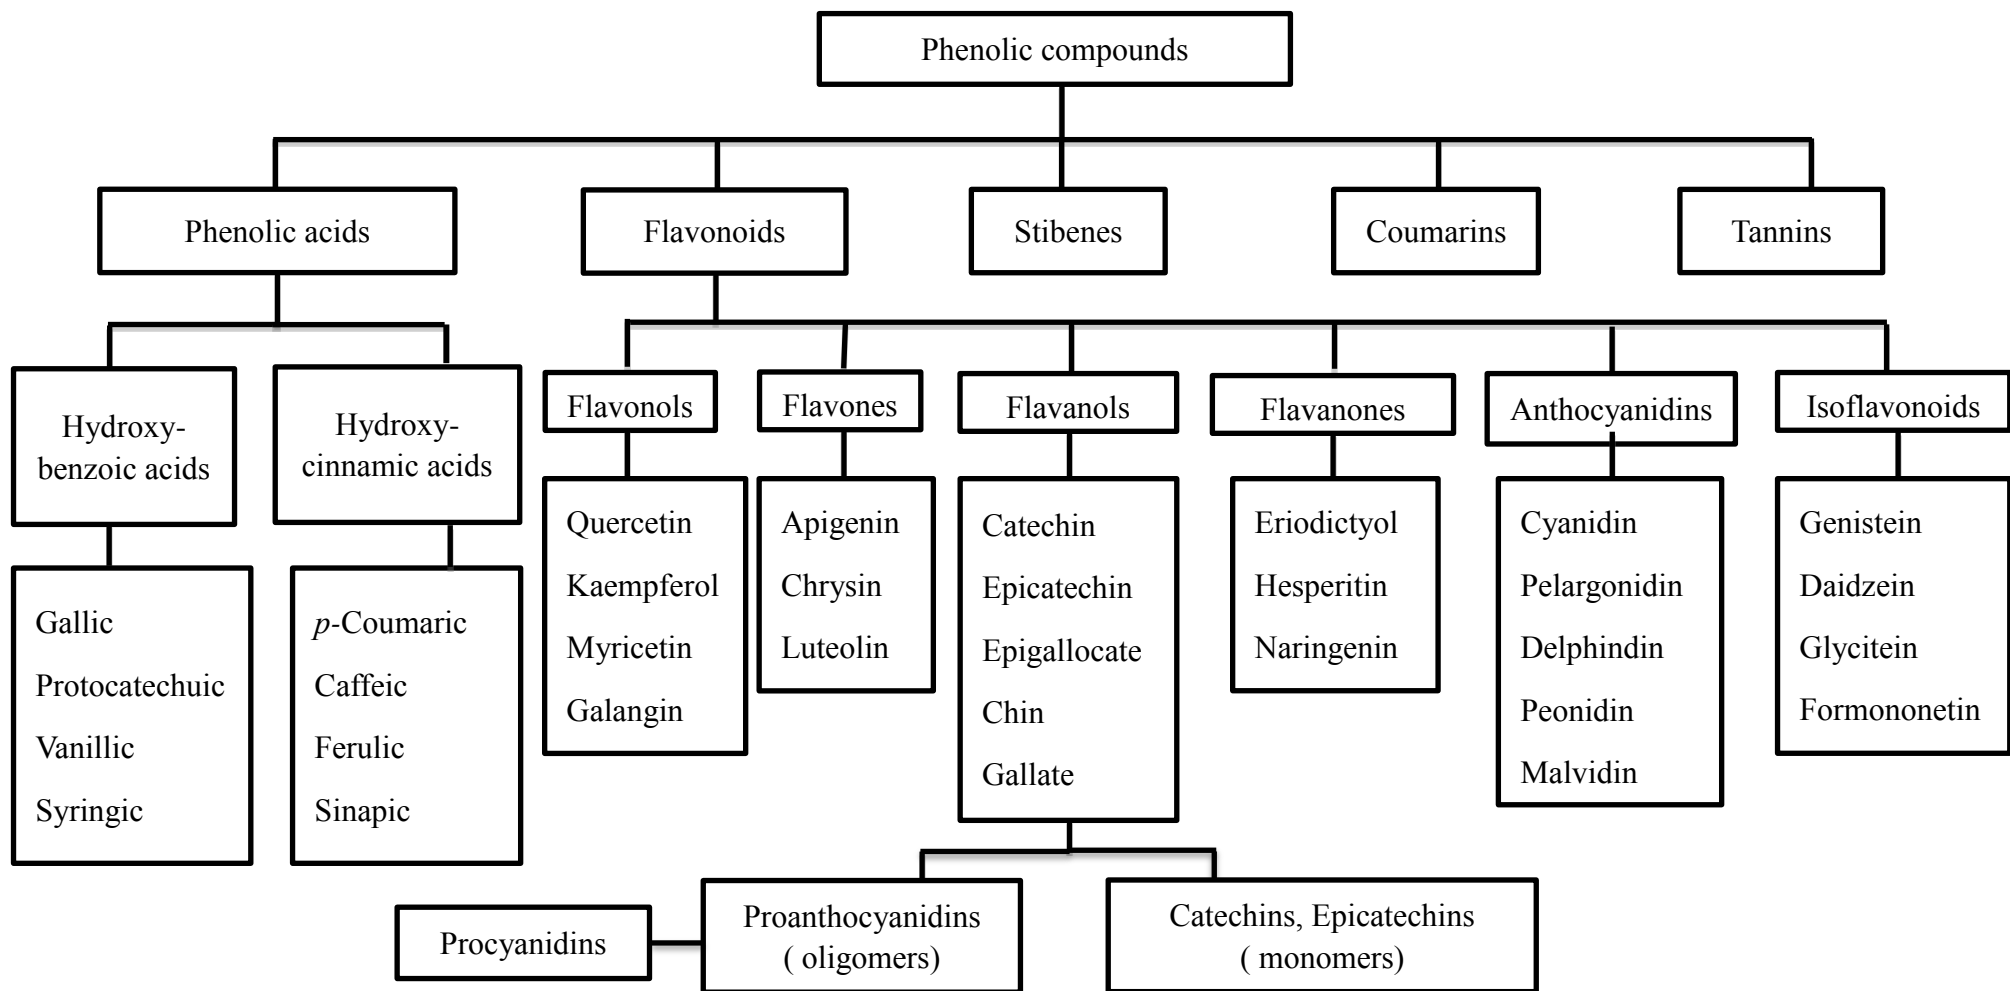 Phenolic compounds
Phenolic acids
Flavonoids
Stibenes
Coumarins
Tannins
Hydroxy-
benzoic acids
Hydroxy-
cinnamic acids
Flavonols
Flavones
Flavanols
Flavanones
Anthocyanidins
Isoflavonoids
Gallic
Protocatechuic
Vanillic
Syringic
p-Coumaric
Caffeic
Ferulic
Sinapic
Quercetin
Kaempferol
Myricetin
Galangin
Apigenin
Chrysin
Luteolin
Catechin
Epicatechin
Epigallocate
Chin
Gallate
Eriodictyol
Hesperitin
Naringenin
Cyanidin
Pelargonidin
Delphindin
Peonidin
Malvidin
Genistein
Daidzein
Glycitein
Formononetin
Procyanidins
Proanthocyanidins
( oligomers)
Catechins, Epicatechins
( monomers)